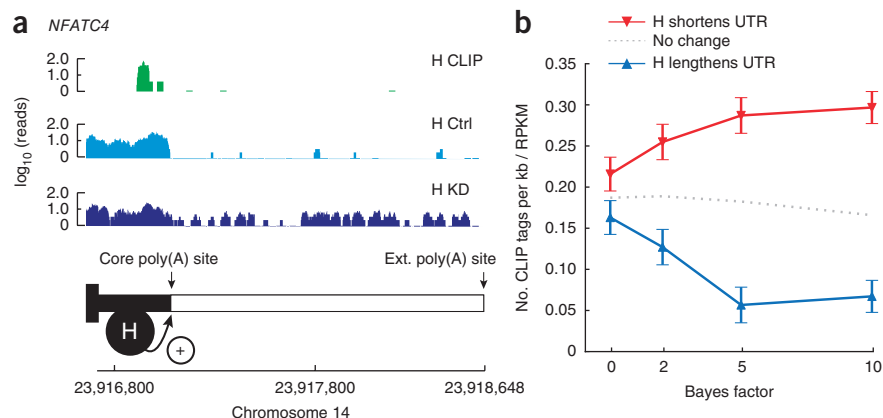 a
NFATC4
log10 (reads)
2.0
1.0
0
H CLIP
2.0
1.0
0
H Ctrl
2.0
1.0
0
H KD
Core poly(A) site
Ext. poly(A) site
H
+
23,916,800
23,917,800
23,918,648
Chromosome 14
b
H shortens UTR
No change
H lengthens UTR
No. CLIP tags per kb / RPKM
0.35
0.30
0.25
0.20
0.15
0.10
0.05
0
0
2
5
10
Bayes factor